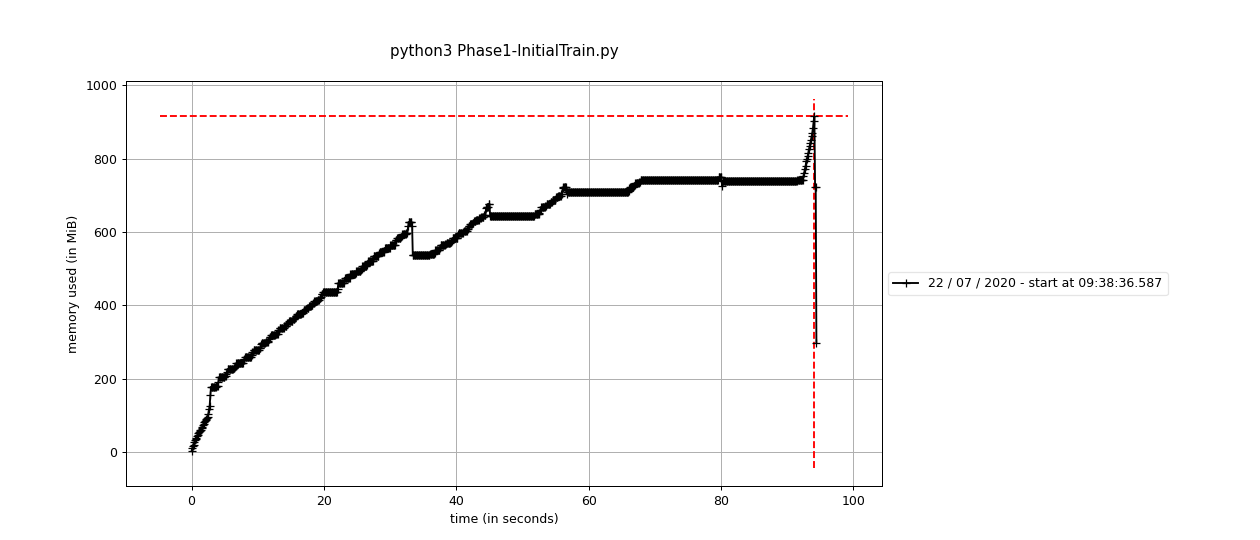 python3 Phase1-InitialTrain.py
1000
800
600
400
200
0
memory used (in MiB)
0 20 40 60 80 100
time (in seconds)
22 / 07 / 2020 - start at 09:38:36.587